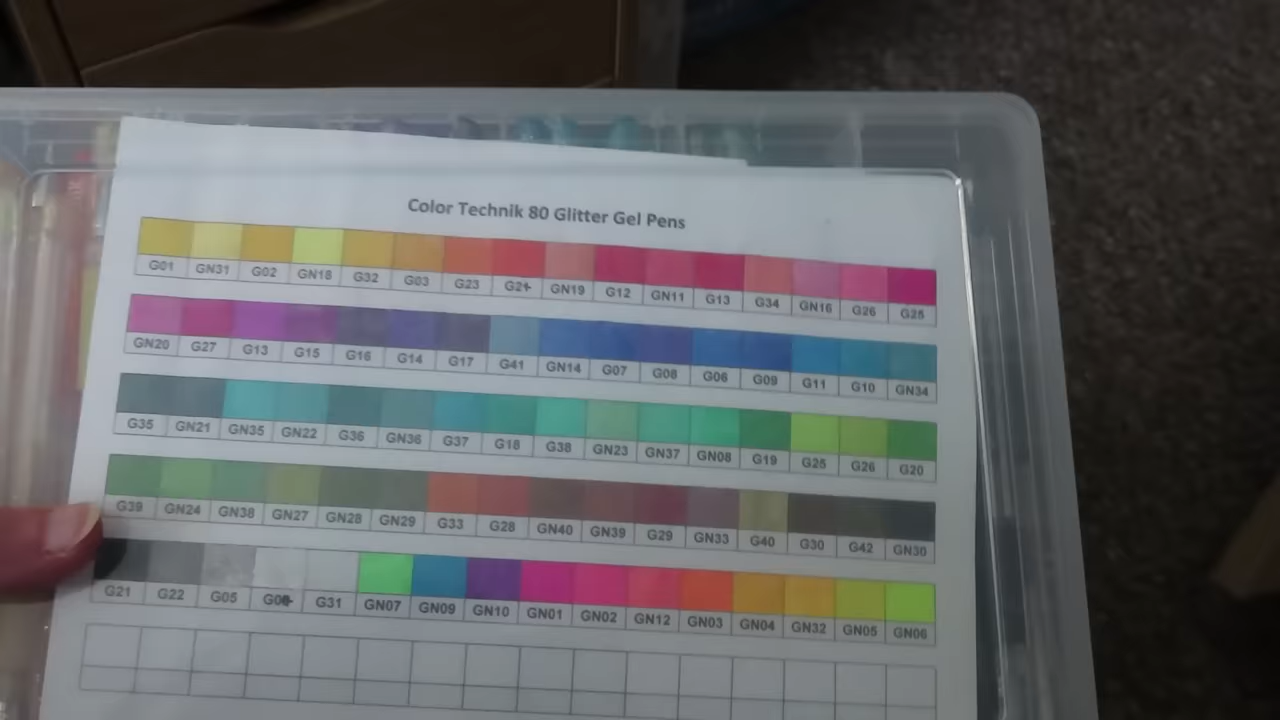 Color Technik 80 Glitter Gel Pens
G01 GN31 G02 GN18 G32 G03 G23 G24 GN19 G12 GN11 G13 G34 GN16 G26 G25
GN20 G27 G13 G15 G16 G14 G17 G41 GN14 G07 G08 G06 G09 G11 G10 GN34
G35 GN21 GN35 GN22 G36 GN36 G37 G18 G38 GN23 GN37 GN08 G19 G25 G26 G20
G39 GN24 GN38 GN27 GN28 GN29 G33 G28 GN40 GN39 G29 GN33 G40 G30 G42 GN30
G21 G22 G05 G31 GN07 GN09 GN10 GN01 GN02 GN12 GN03 GN04 GN32 GN05 GN06